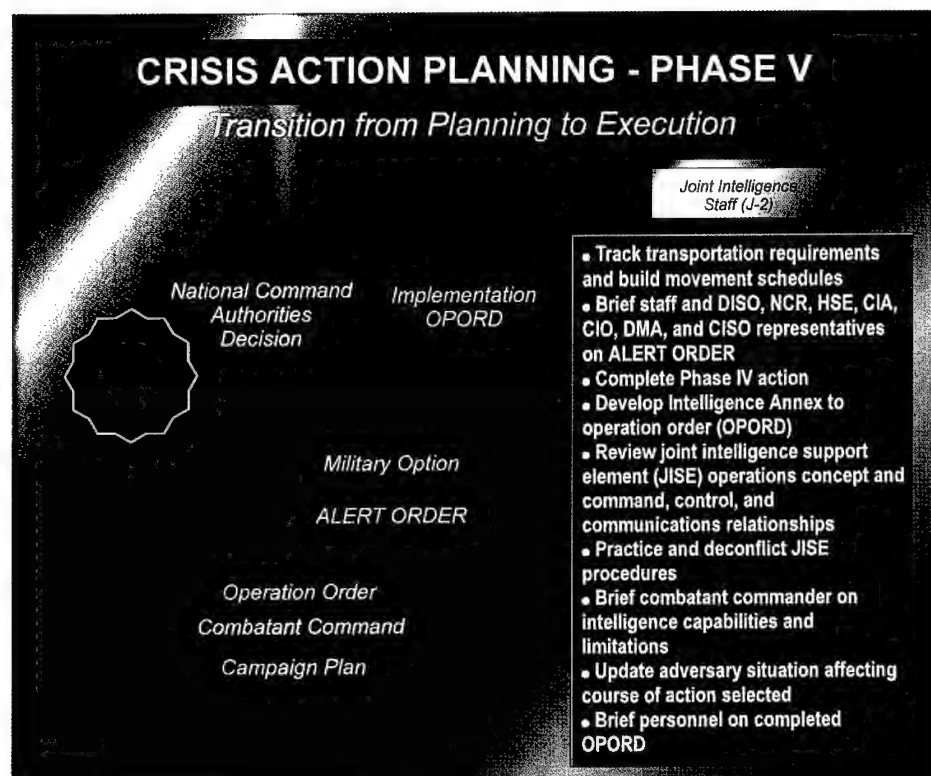 CRISIS ACTION PLANNING - PHASE V
Transition from Planning to Execution
Joint Intelligence
Staff (J-2)
National Command
Authorities
Decision
Implementation
OPORD
Military Option
ALERT ORDER
Operation Order
Combatant Command
Campaign Plan
• Track transportation requirements
and build movement schedules
• Brief staff and DISO, NCR, HSE, CIA,
CIO, DMA, and CISO representatives
on ALERT ORDER
• Complete Phase IV action
• Develop Intelligence Annex to
operation order (OPORD)
• Review joint intelligence support
element (JISE) operations concept and
command, control, and
communications relationships
• Practice and deconflict JISE
procedures
• Brief combatant commander on
intelligence capabilities and
limitations
• Update adversary situation affecting
course of action selected
• Brief personnel on completed
OPORD